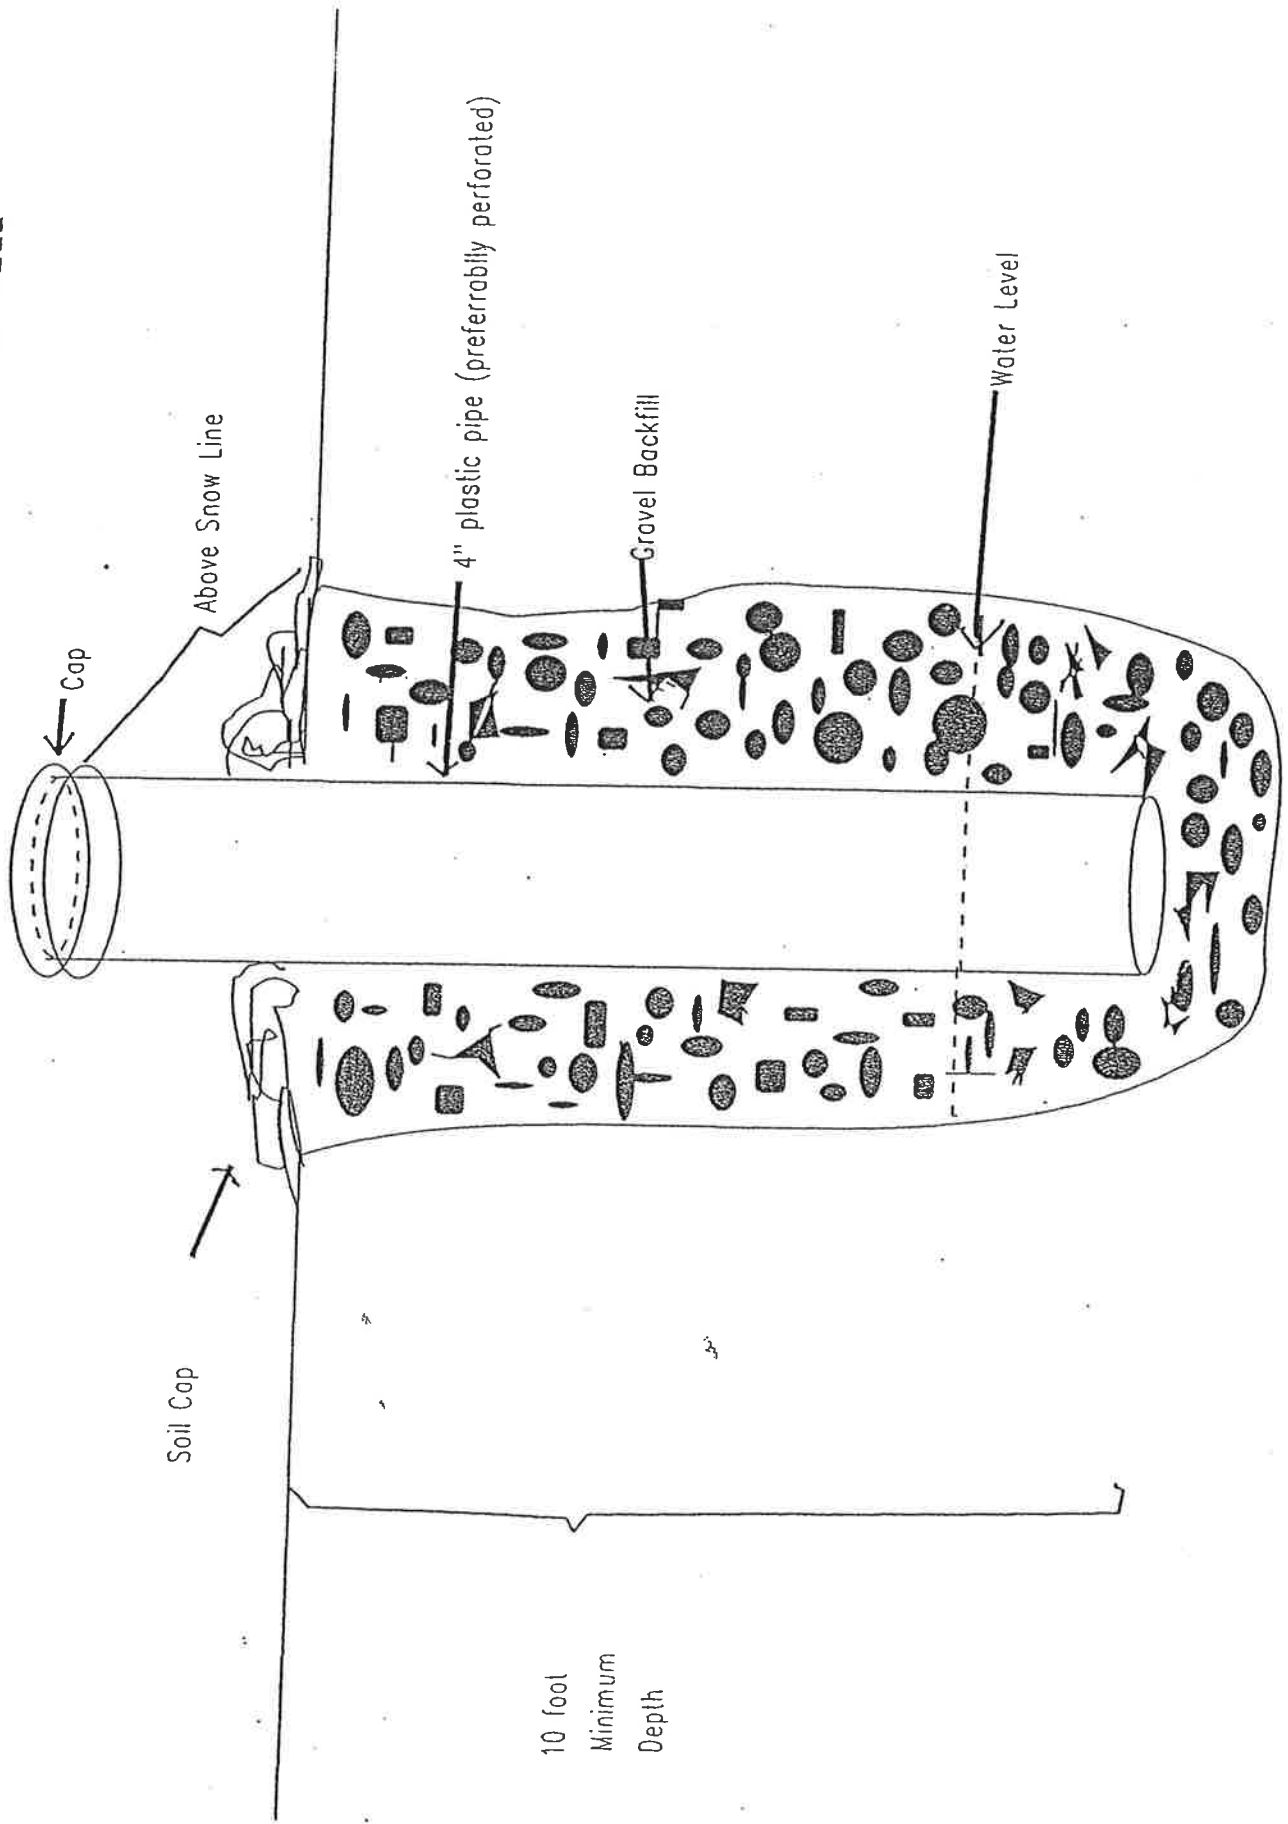 Cap
Above Snow Line
Soil Cap
4" plastic pipe (preferrablly perforated)
Gravel Backfill
10 foot
Minimum
Depth
Water Level